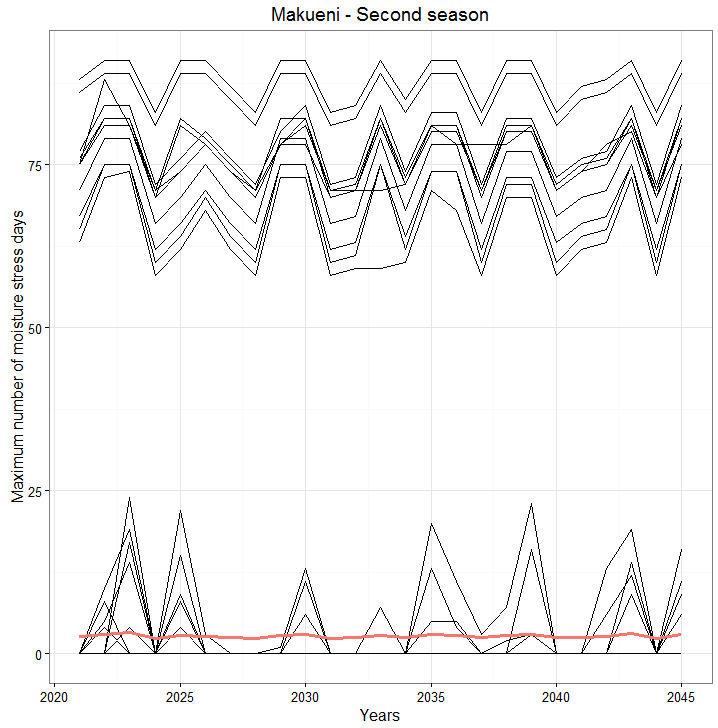 Makueni - Second season
Maximum number of moisture stress days
75
50
25
0
2020 2025 2030 2035 2040 2045
Years